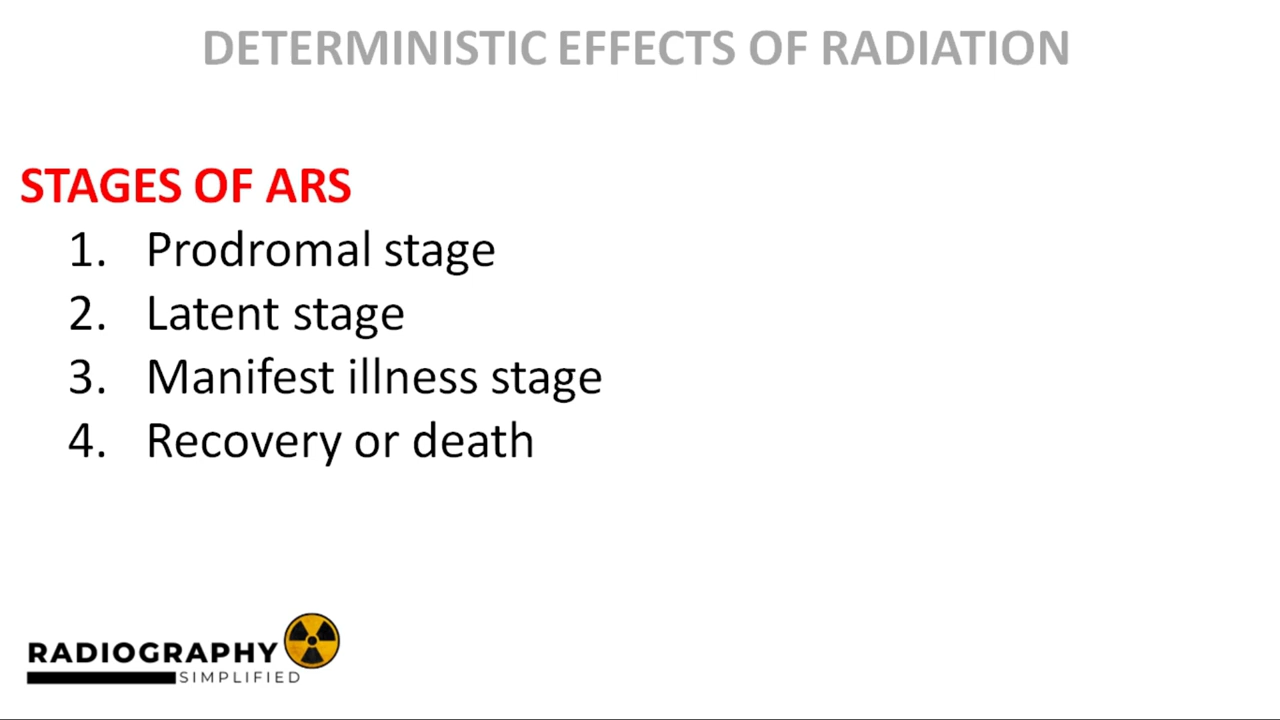 DETERMINISTIC EFFECTS OF RADIATION
STAGES OF ARS
1. Prodromal stage
2. Latent stage
3. Manifest illness stage
4. Recovery or death
RADIOGRAPHY
SIMPLIFIED